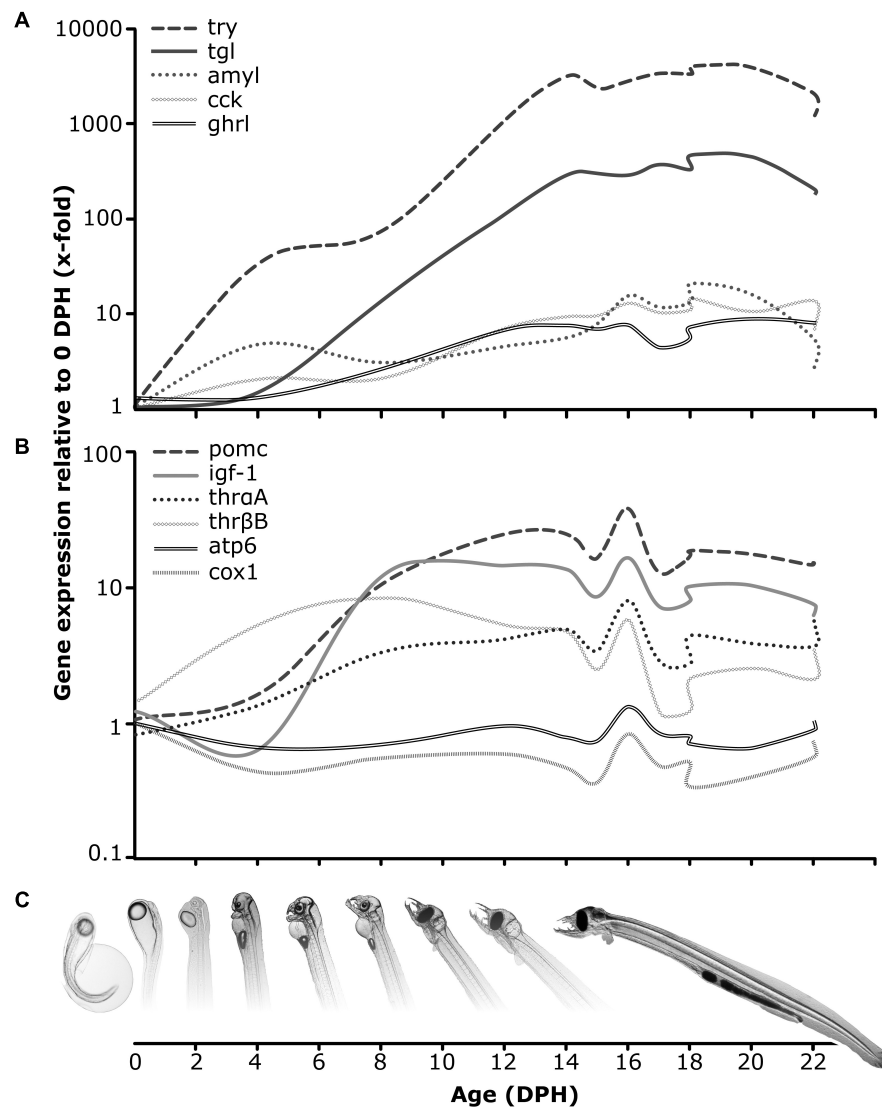 A
10000
1000
100
10
1
try
tgl
amyl
cck
ghrl
Gene expression relative to 0 DPH (x-fold)
B
100
10
1
0.1
pomc
igf-1
thrαA
thrβB
atp6
cox1
C
0 2 4 6 8 10 12 14 16 18 20 22
Age (DPH)